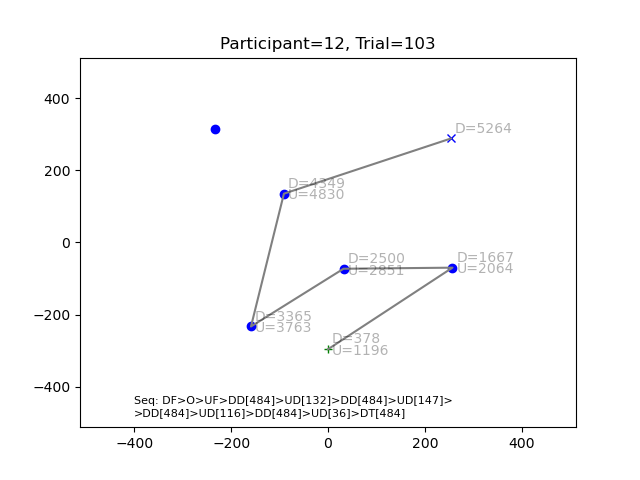 Participant=12, Trial=103
400
200
0
−200
−400
−400
−200
0
200
400
D=5264
D=4349
U=4830
D=2500
U=2851
D=1667
U=2064
D=3365
U=3763
D=378
U=1196
Seq: DF>O>UF>DD[484]>UD[132]>DD[484]>UD[147]>
>DD[484]>UD[116]>DD[484]>UD[36]>DT[484]